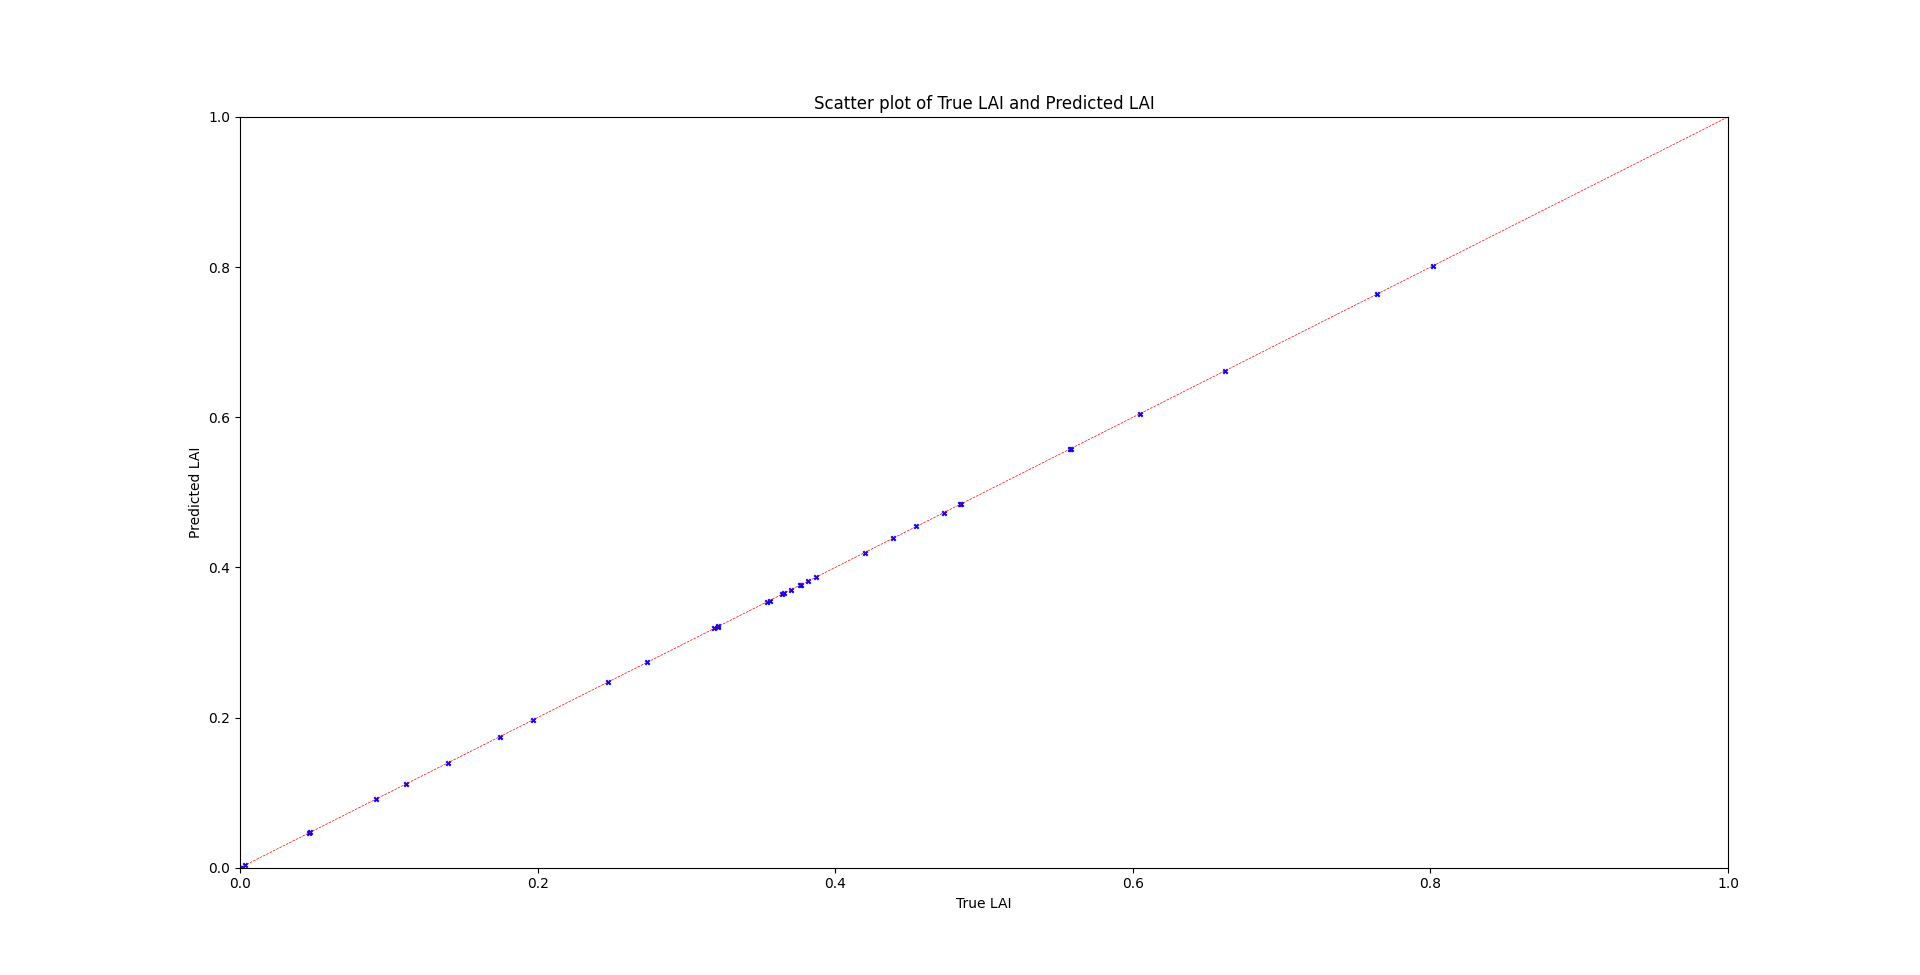 Scatter plot of True LAI and Predicted LAI
1.0
0.8
0.6
0.4
0.2
0.0
Predicted LAI
0.0 0.2 0.4 0.6 0.8 1.0
True LAI